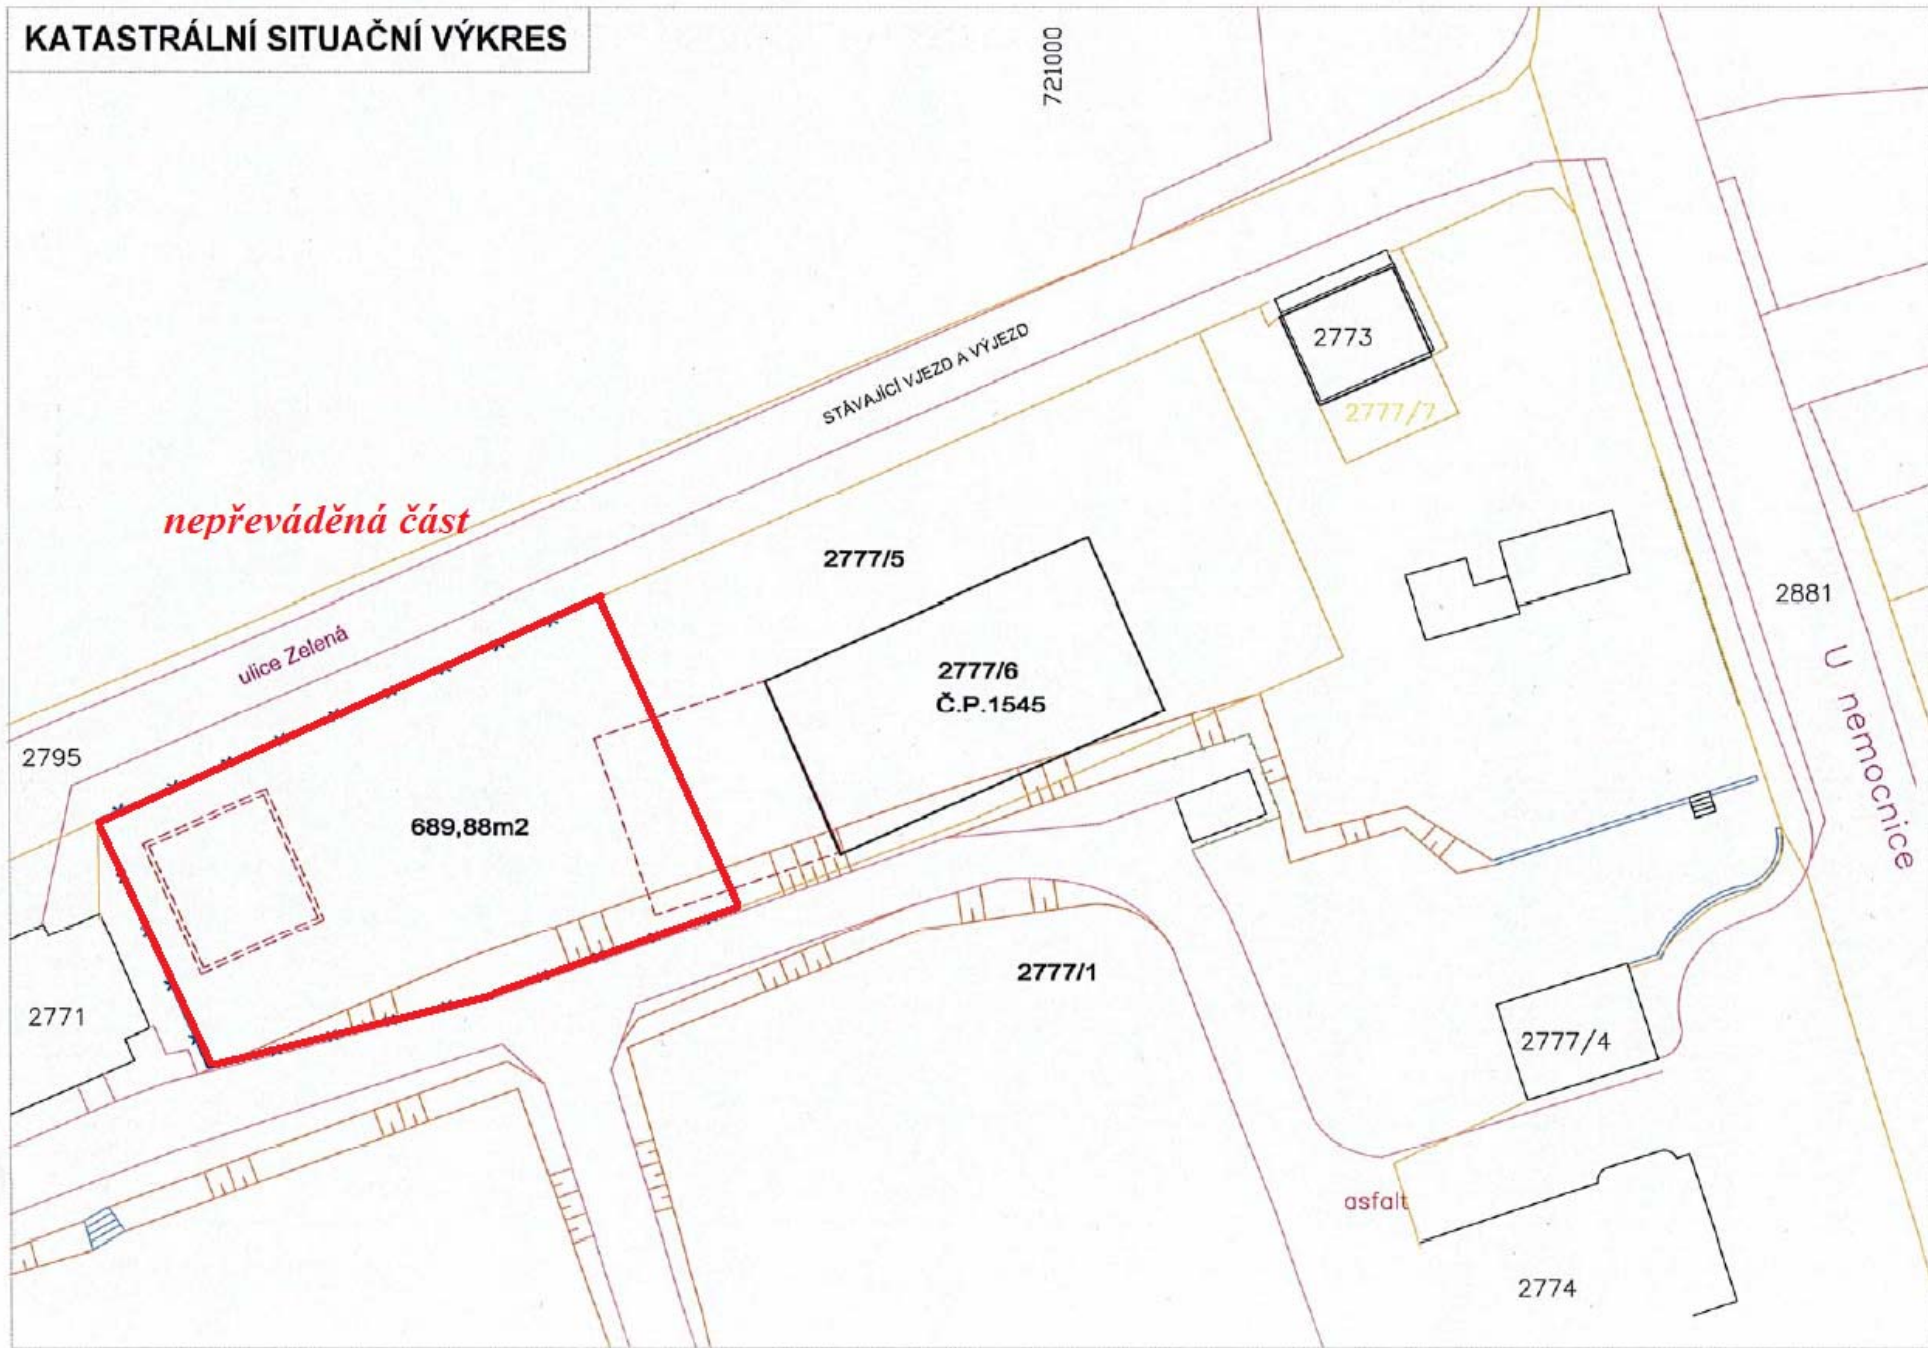 KATASTRÁLNÍ SITUAČNÍ VÝKRES
721000
2773
STÁVAJÍCÍ VJEZD A VÝJEZD
2777/7
nepřeváděná část
2777/5
2881
ulice Zelená
2777/6
Č.P.1545
U nemocnice
2795
689,88m2
2777/1
2771
2777/4
asfalt
2774